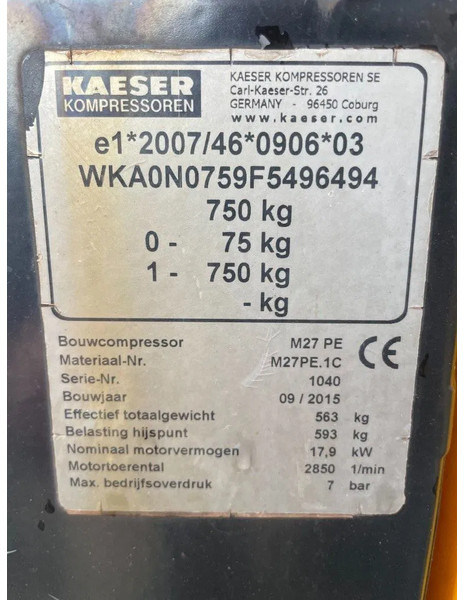 KAESER
KOMPRESSOREN
KAESER KOMPRESSOREN SE
Carl-Kaeser-Str. 26
GERMANY - 96450 Coburg
www.kaeser.com
e1*2007/46*0906*03
WKA0N0759F5496494
750 kg
0 - 75 kg
1 - 750 kg
- kg
Bouwcompressor M27 PE
Materiaal-Nr. M27PE.1C
Serie-Nr. 1040
Bouwjaar 09 / 2015
Effectief totaalgewicht 563 kg
Belasting hijspunt 593 kg
Nominaal motorvermogen 17,9 kW
Motortoerental 2850 1/min
Max. bedrijfsoverdruk 7 bar
CE